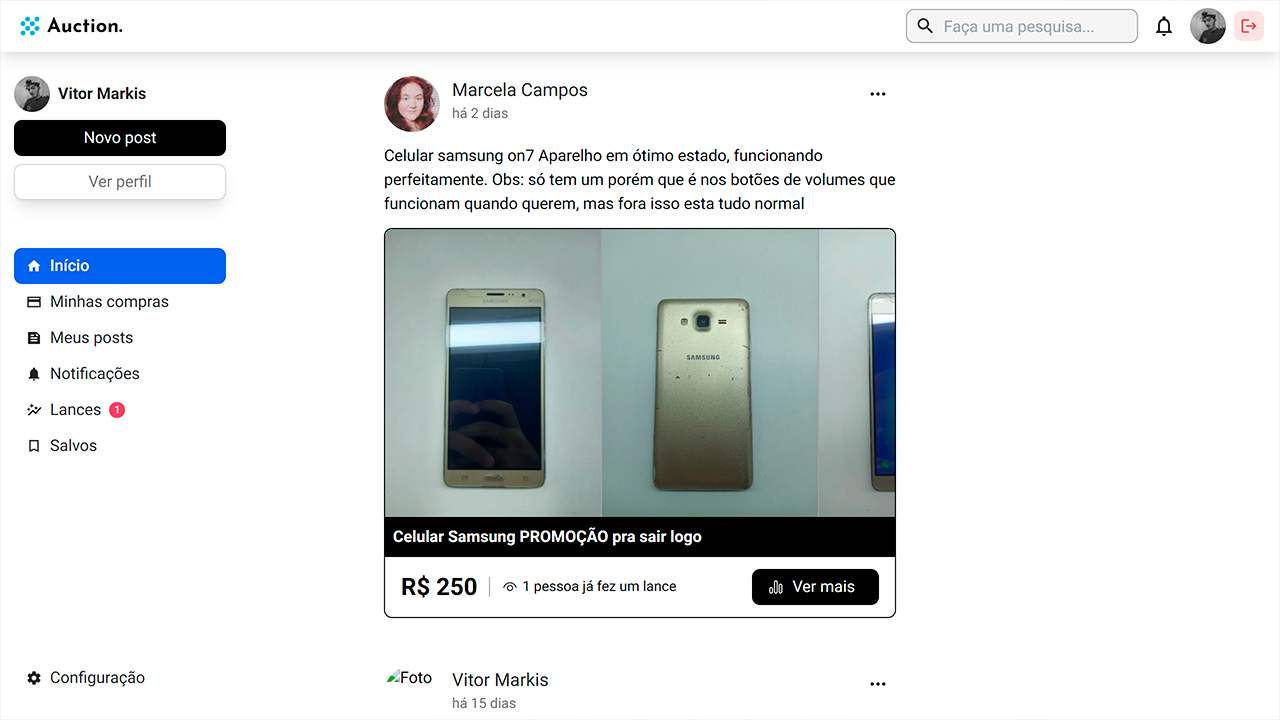 Auction.
Faça uma pesquisa...
Vitor Markis
Novo post
Ver perfil
Início
Minhas compras
Meus posts
Notificações
Lances 1
Salvos
Configuração
Marcela Campos
há 2 dias
Celular samsung on7 Aparelho em ótimo estado, funcionando
perfeitamente. Obs: só tem um porém que é nos botões de volumes que
funcionam quando querem, mas fora isso esta tudo normal
SAMSUNG
SAMSUNG
Celular Samsung PROMOÇÃO pra sair logo
R$ 250
1 pessoa já fez um lance
Ver mais
Foto
Vitor Markis
há 15 dias